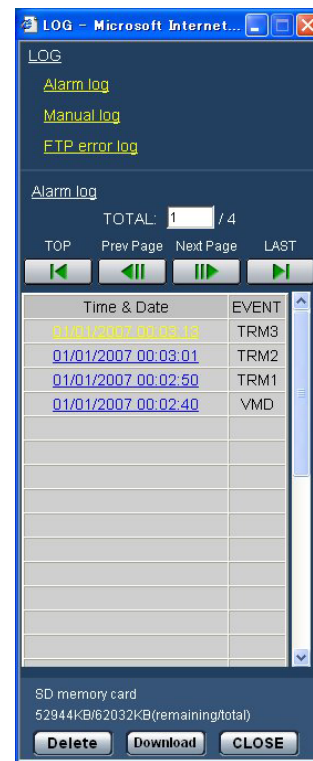 LOG - Microsoft Internet...
LOG
Alarm log
Manual log
FTP error log
Alarm log
TOTAL: 1 / 4
TOP Prev Page Next Page LAST
Time & Date EVENT
01/01/2007 00:03:13 TRM3
01/01/2007 00:03:01 TRM2
01/01/2007 00:02:50 TRM1
01/01/2007 00:02:40 VMD
SD memory card
52944KB/62032KB(remaining/total)
Delete Download CLOSE